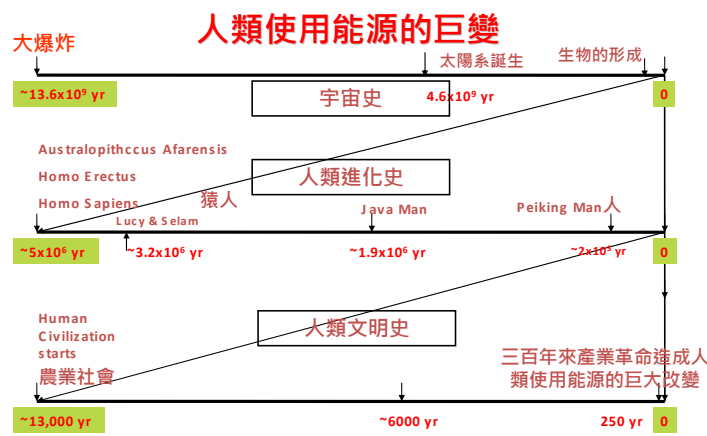 人類使用能源的巨變
大爆炸
太陽系誕生
生物的形成
~13.6x10⁹ yr
宇宙史
4.6x10⁹ yr
0
Australopithccus Afarensis
Homo Erectus
Homo Sapiens
猿人
人類進化史
Lucy & Selam
Java Man
Peiking Man人
~5x10⁶ yr
~3.2x10⁶ yr
~1.9x10⁶ yr
~2x10⁵ yr
0
Human
Civilization
starts
農業社會
人類文明史
三百年來產業革命造成人
類使用能源的巨大改變
~13,000 yr
~6000 yr
250 yr
0